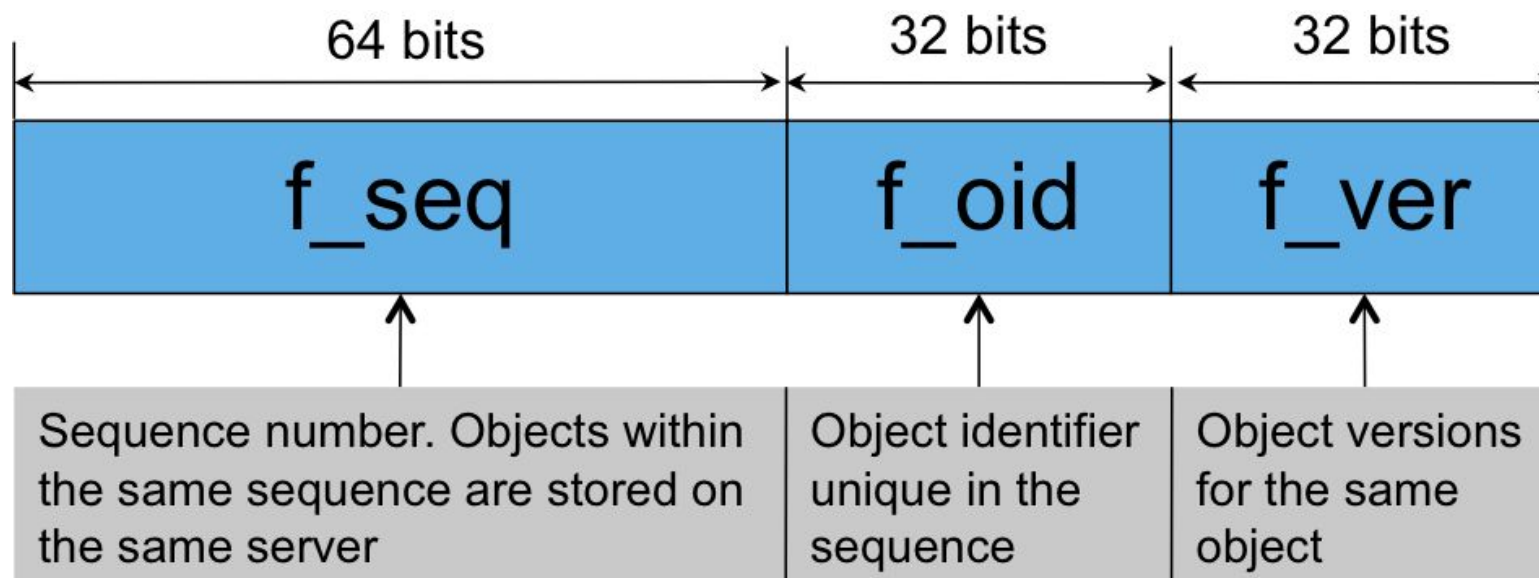 64 bits
32 bits
32 bits
f_seq
f_oid
f_ver
Sequence number. Objects within
the same sequence are stored on
the same server
Object identifier
unique in the
sequence
Object versions
for the same
object